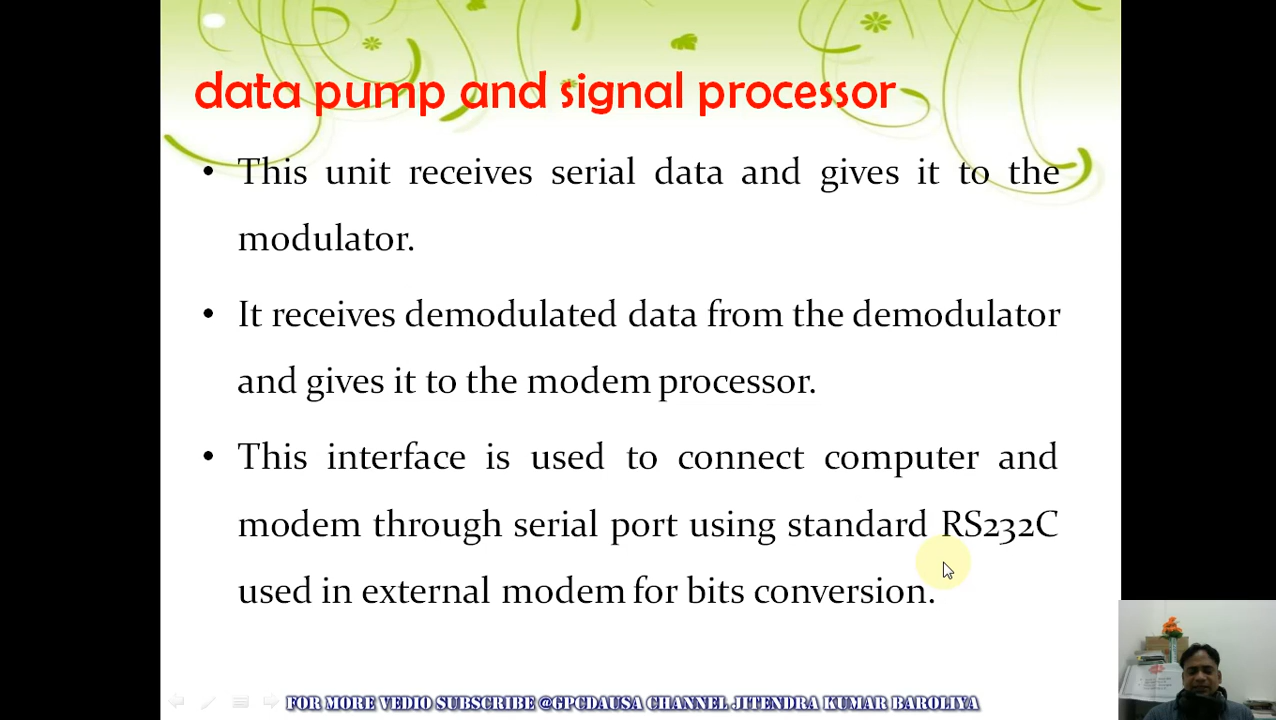 data pump and signal processor
• This unit receives serial data and gives it to the
modulator.
• It receives demodulated data from the demodulator
and gives it to the modem processor.
• This interface is used to connect computer and
modem through serial port using standard RS232C
used in external modem for bits conversion.
FOR MORE VEDIO SUBSCRIBE @GPCDAUSA CHANNEL JITENDRA KUMAR BAROLIYA